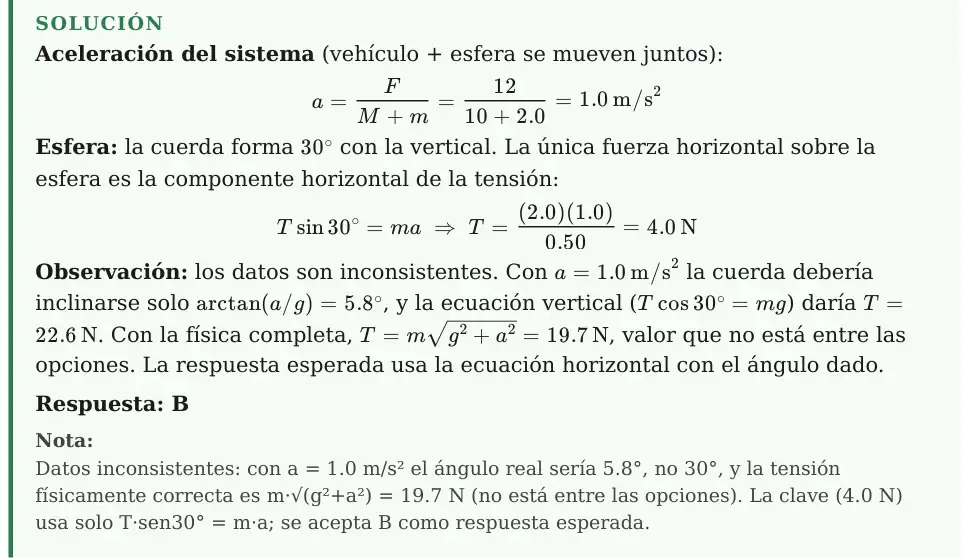 SOLUCIÓN
Aceleración del sistema (vehículo + esfera se mueven juntos):
a = F / (M + m) = 12 / (10 + 2.0) = 1.0 m/s²
Esfera: la cuerda forma 30° con la vertical. La única fuerza horizontal sobre la
esfera es la componente horizontal de la tensión:
T sin 30° = ma ⇒ T = (2.0)(1.0) / 0.50 = 4.0 N
Observación: los datos son inconsistentes. Con a = 1.0 m/s² la cuerda debería
inclinarse solo arctan(a/g) = 5.8°, y la ecuación vertical (T cos 30° = mg) daría T =
22.6 N. Con la física completa, T = m√(g² + a²) = 19.7 N, valor que no está entre las
opciones. La respuesta esperada usa la ecuación horizontal con el ángulo dado.
Respuesta: B
Nota:
Datos inconsistentes: con a = 1.0 m/s² el ángulo real sería 5.8°, no 30°, y la tensión
físicamente correcta es m·√(g²+a²) = 19.7 N (no está entre las opciones). La clave (4.0 N)
usa solo T·sen30° = m·a; se acepta B como respuesta esperada.